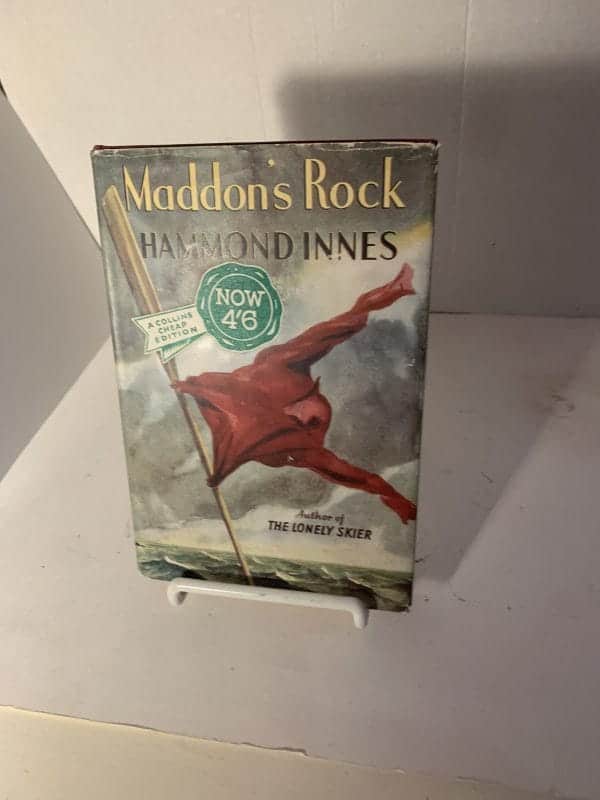 Maddon's Rock
HAMMOND INNES
NOW
4'6
A COLLINS
CHEAP
EDITION
Author of
THE LONELY SKIER